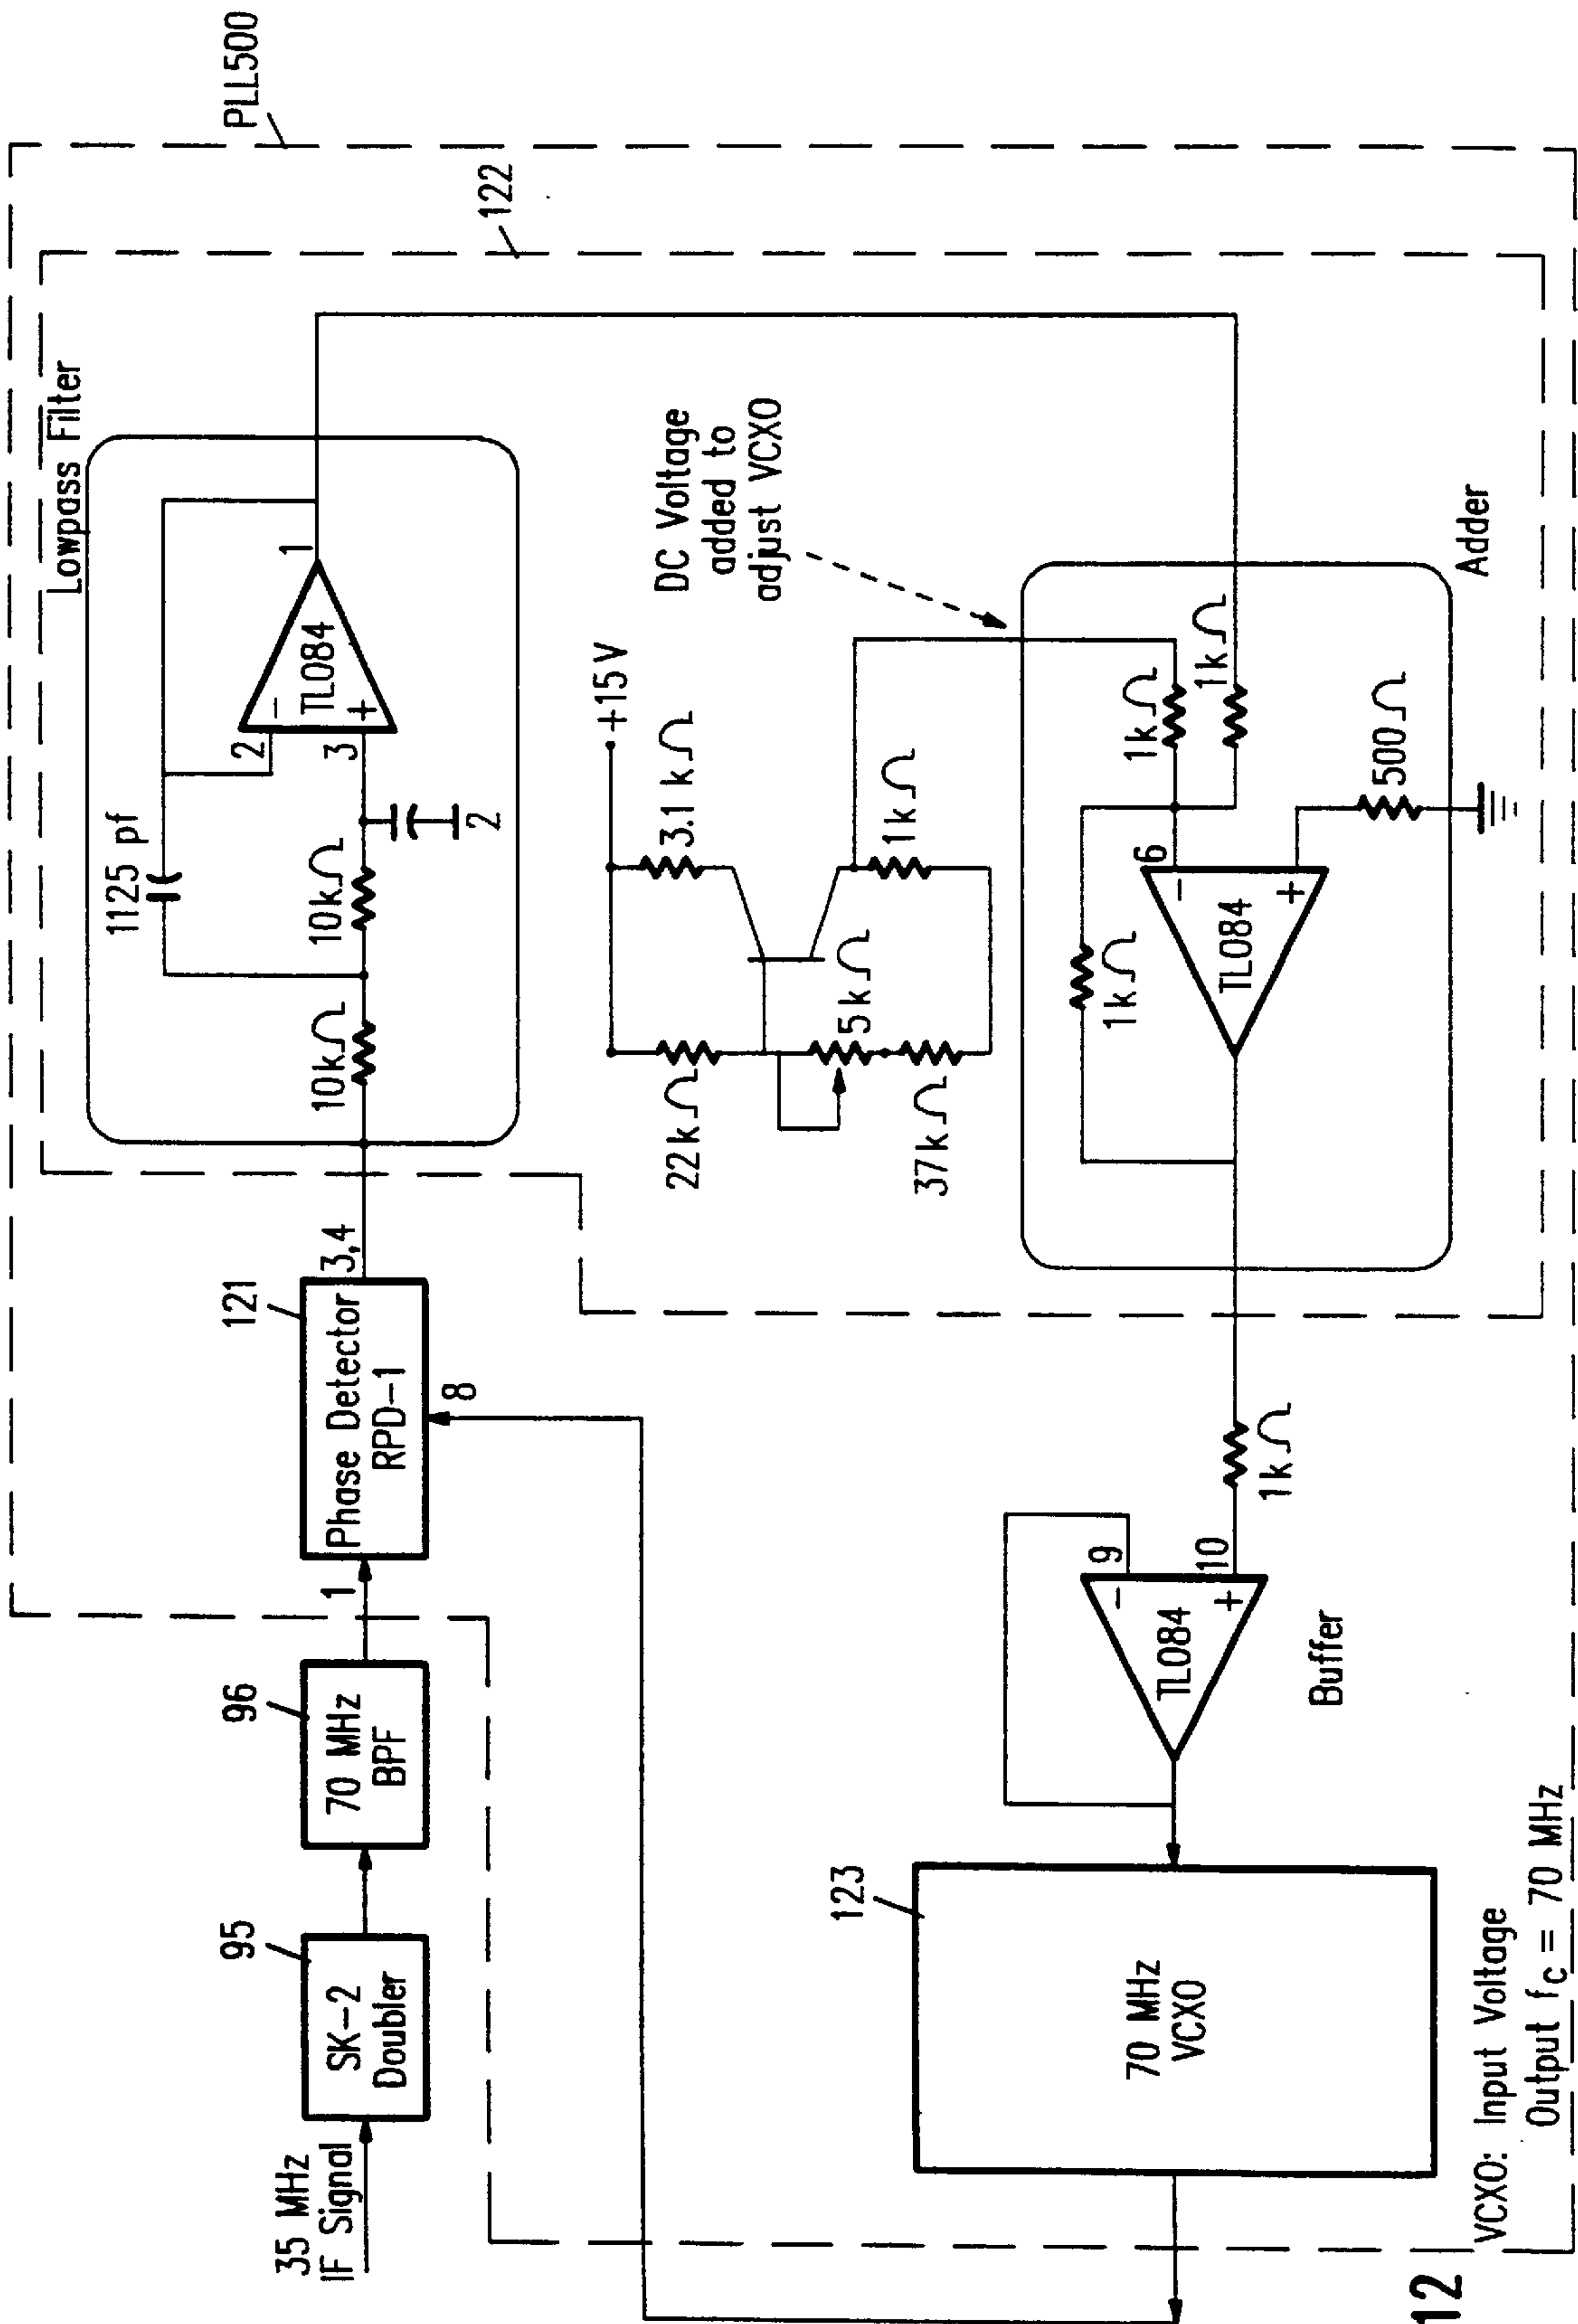 PLL500
122
Lowpass Filter
1125 pf
10kΩ
10kΩ
2
3
-
+
TL084
1
2
121
Phase Detector
RPD-1
3,4
8
1
96
70 MHz
BPF
95
SK-2
Doubler
35 MHz
IF Signal
+15V
22kΩ
3.1kΩ
5kΩ
37kΩ
1kΩ
DC Voltage
added to
adjust VCXO
Adder
1kΩ
1kΩ
1kΩ
6
-
+
TL084
500Ω
1kΩ
9
10
-
+
TL084
Buffer
123
70 MHz
VCXO
VCXO: Input Voltage
Output fc = 70 MHz
12